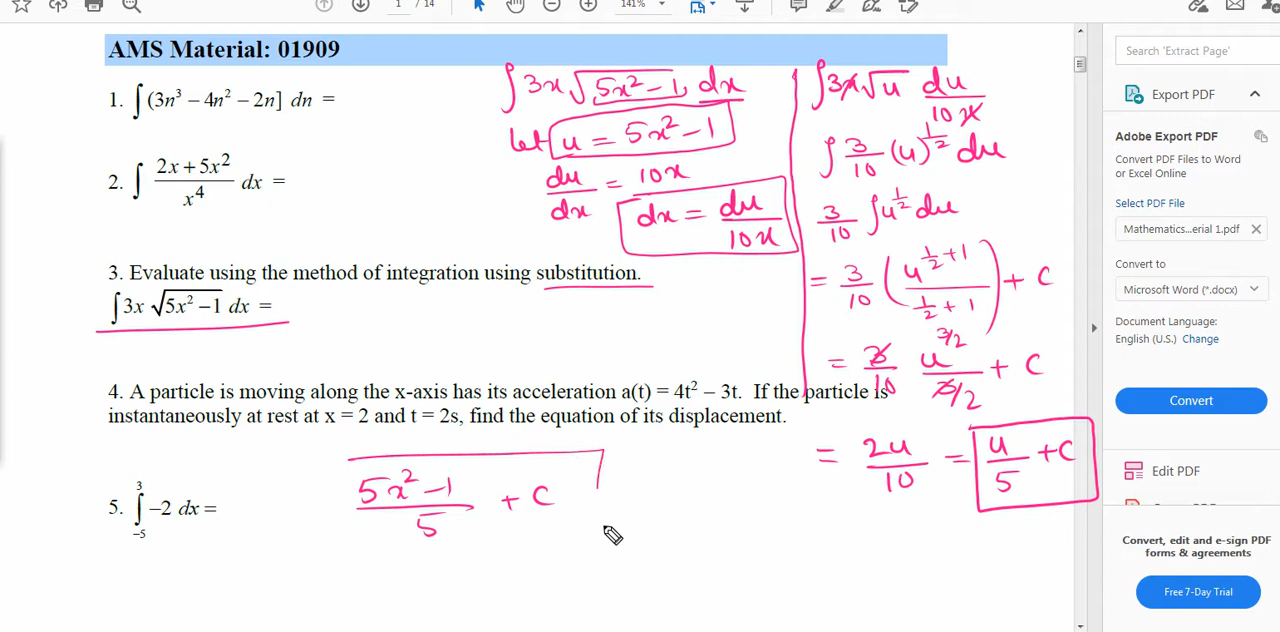 1 / 14
141%
AMS Material: 01909
1. ∫ (3n³ − 4n² − 2n] dn =
2. ∫ (2x + 5x²)/x⁴ dx =
3. Evaluate using the method of integration using substitution.
∫3x √(5x² − 1) dx =
4. A particle is moving along the x-axis has its acceleration a(t) = 4t² – 3t. If the particle is
instantaneously at rest at x = 2 and t = 2s, find the equation of its displacement.
5. ∫₋₅³ −2 dx =
∫3x √(5x² − 1) dx
let u = 5x² − 1
du/dx = 10x
dx = du/10x
∫3x √u du/10x
∫ 3/10 (u)^(1/2) du
3/10 ∫u^(1/2) du
= 3/10 (u^(1/2 + 1)/(1/2 + 1)) + C
= 3/10 u^(3/2)/(3/2) + C
= 2u/10 = u/5 + C
(5x² − 1)/5 + C
Search 'Extract Page'
Export PDF
Adobe Export PDF
Convert PDF Files to Word
or Excel Online
Select PDF File
Mathematics...erial 1.pdf
Convert to
Microsoft Word (*.docx)
Document Language:
English (U.S.) Change
Convert
Edit PDF
Convert, edit and e-sign PDF
forms & agreements
Free 7-Day Trial